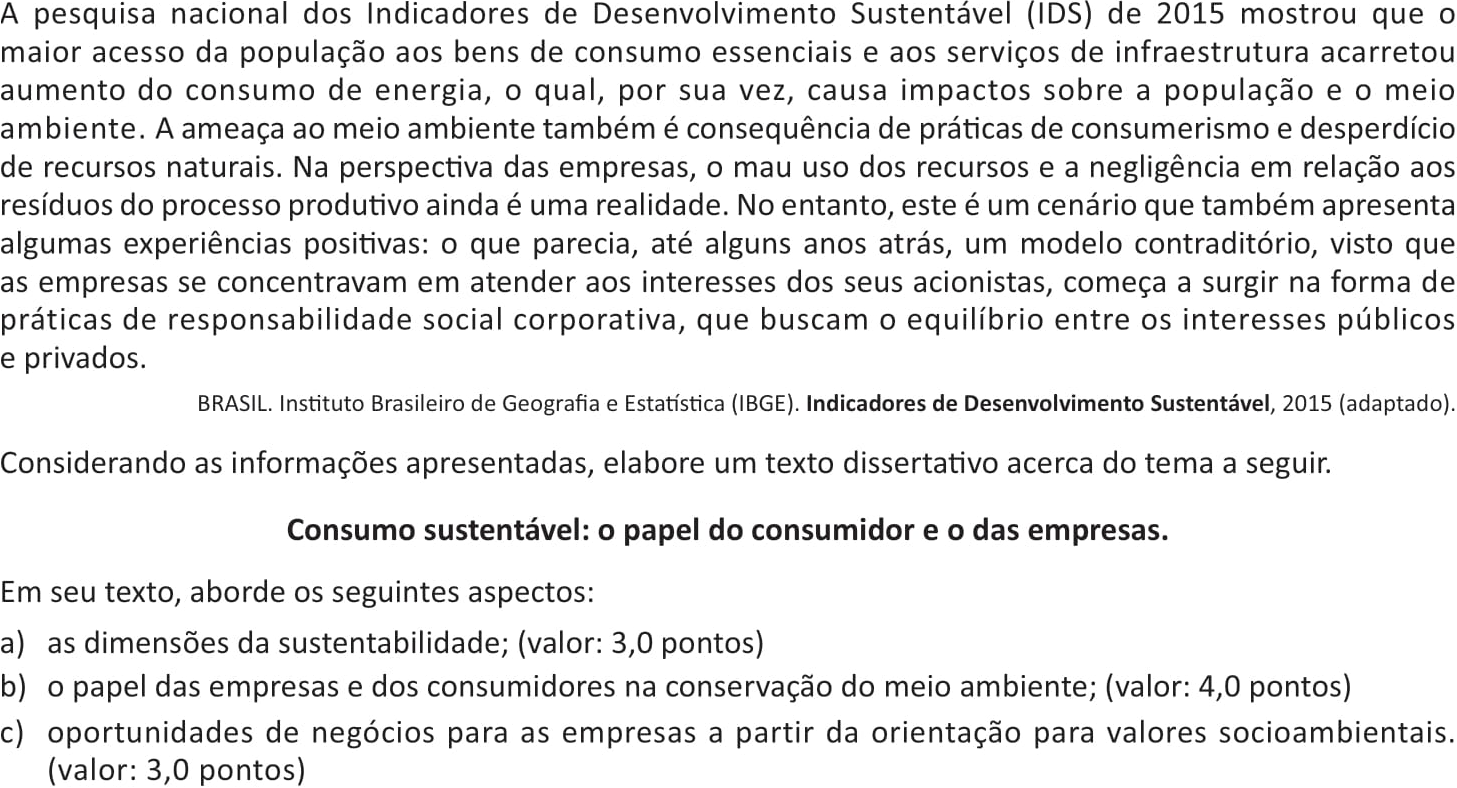 A pesquisa nacional dos Indicadores de Desenvolvimento Sustentável (IDS) de 2015 mostrou que o
maior acesso da população aos bens de consumo essenciais e aos serviços de infraestrutura acarretou
aumento do consumo de energia, o qual, por sua vez, causa impactos sobre a população e o meio
ambiente. A ameaça ao meio ambiente também é consequência de práticas de consumerismo e desperdício
de recursos naturais. Na perspectiva das empresas, o mau uso dos recursos e a negligência em relação aos
resíduos do processo produtivo ainda é uma realidade. No entanto, este é um cenário que também apresenta
algumas experiências positivas: o que parecia, até alguns anos atrás, um modelo contraditório, visto que
as empresas se concentravam em atender aos interesses dos seus acionistas, começa a surgir na forma de
práticas de responsabilidade social corporativa, que buscam o equilíbrio entre os interesses públicos
e privados.
BRASIL. Instituto Brasileiro de Geografia e Estatística (IBGE). Indicadores de Desenvolvimento Sustentável, 2015 (adaptado).
Considerando as informações apresentadas, elabore um texto dissertativo acerca do tema a seguir.
Consumo sustentável: o papel do consumidor e o das empresas.
Em seu texto, aborde os seguintes aspectos:
a) as dimensões da sustentabilidade; (valor: 3,0 pontos)
b) o papel das empresas e dos consumidores na conservação do meio ambiente; (valor: 4,0 pontos)
c) oportunidades de negócios para as empresas a partir da orientação para valores socioambientais.
(valor: 3,0 pontos)